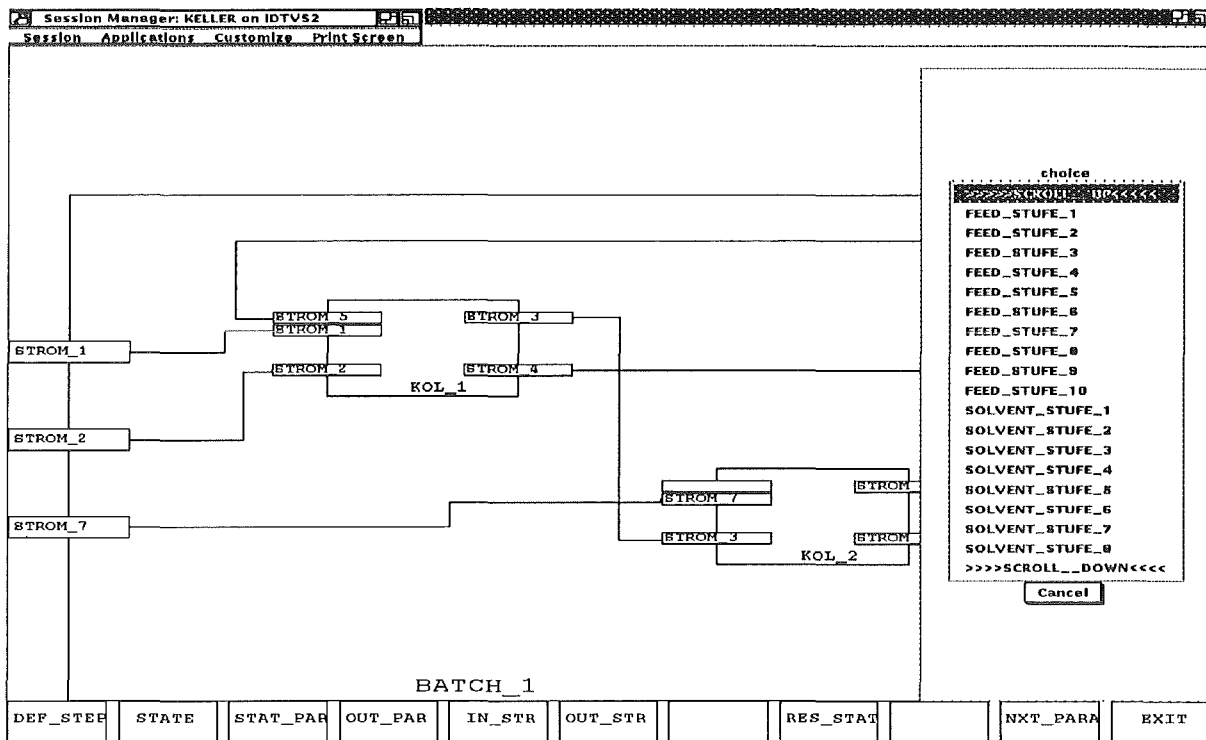 Session Manager: KELLER on IDTVS2
Session Applications Customize Print Screen
choice
>>>>>SCROLL__UP<<<<<
FEED_STUFE_1
FEED_STUFE_2
FEED_STUFE_3
FEED_STUFE_4
FEED_STUFE_5
FEED_STUFE_6
FEED_STUFE_7
FEED_STUFE_8
FEED_STUFE_9
FEED_STUFE_10
SOLVENT_STUFE_1
SOLVENT_STUFE_2
SOLVENT_STUFE_3
SOLVENT_STUFE_4
SOLVENT_STUFE_5
SOLVENT_STUFE_6
SOLVENT_STUFE_7
SOLVENT_STUFE_8
>>>>SCROLL__DOWN<<<<
Cancel
STROM_5
STROM_1
STROM_2
STROM_3
STROM_4
KOL_1
STROM_1
STROM_2
STROM_7
STROM_7
STROM_3
STROM
STROM
KOL_2
BATCH_1
DEF_STEP STATE STAT_PAR OUT_PAR IN_STR OUT_STR RES_STAT NXT_PARA EXIT